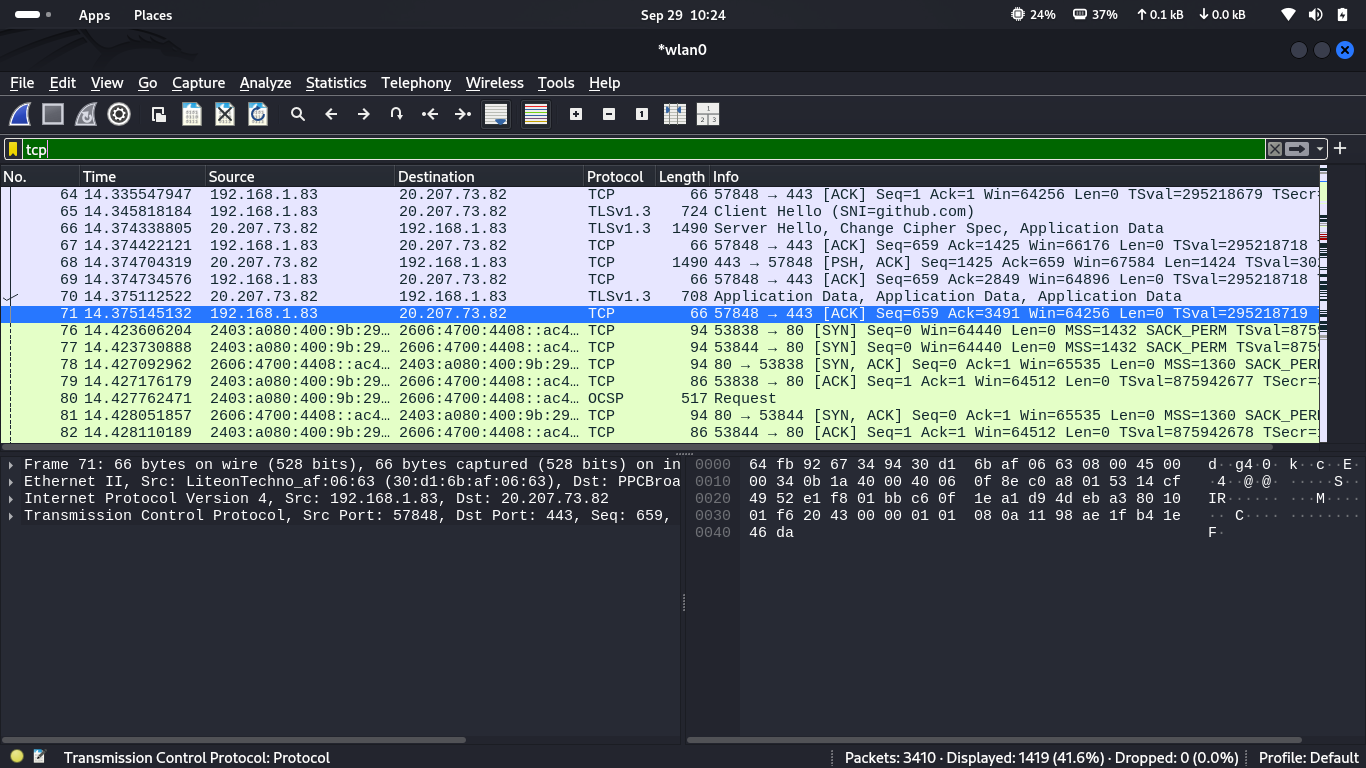 Apps Places Sep 29 10:24 24% 37% 0.1 kB 0.0 kB
*wlan0
File Edit View Go Capture Analyze Statistics Telephony Wireless Tools Help
tcp
No. Time Source Destination Protocol Length Info
64 14.335547947 192.168.1.83 20.207.73.82 TCP 66 57848 → 443 [ACK] Seq=1 Ack=1 Win=64256 Len=0 TSval=295218679 TSecr=
65 14.345818184 192.168.1.83 20.207.73.82 TLSv1.3 724 Client Hello (SNI=github.com)
66 14.374338805 20.207.73.82 192.168.1.83 TLSv1.3 1490 Server Hello, Change Cipher Spec, Application Data
67 14.374422121 192.168.1.83 20.207.73.82 TCP 66 57848 → 443 [ACK] Seq=659 Ack=1425 Win=66176 Len=0 TSval=295218718
68 14.374704319 20.207.73.82 192.168.1.83 TCP 1490 443 → 57848 [PSH, ACK] Seq=1425 Ack=659 Win=67584 Len=1424 TSval=30
69 14.374734576 192.168.1.83 20.207.73.82 TCP 66 57848 → 443 [ACK] Seq=659 Ack=2849 Win=64896 Len=0 TSval=295218718
70 14.375112522 20.207.73.82 192.168.1.83 TLSv1.3 708 Application Data, Application Data, Application Data
71 14.375145132 192.168.1.83 20.207.73.82 TCP 66 57848 → 443 [ACK] Seq=659 Ack=3491 Win=64256 Len=0 TSval=295218719
76 14.423606204 2403:a080:400:9b:29… 2606:4700:4408::ac4… TCP 94 53838 → 80 [SYN] Seq=0 Win=64440 Len=0 MSS=1432 SACK_PERM TSval=875
77 14.423730888 2403:a080:400:9b:29… 2606:4700:4408::ac4… TCP 94 53844 → 80 [SYN] Seq=0 Win=64440 Len=0 MSS=1432 SACK_PERM TSval=875
78 14.427092962 2606:4700:4408::ac4… 2403:a080:400:9b:29… TCP 94 80 → 53838 [SYN, ACK] Seq=0 Ack=1 Win=65535 Len=0 MSS=1360 SACK_PER
79 14.427176179 2403:a080:400:9b:29… 2606:4700:4408::ac4… TCP 86 53838 → 80 [ACK] Seq=1 Ack=1 Win=64512 Len=0 TSval=875942677 TSecr=
80 14.427762471 2403:a080:400:9b:29… 2606:4700:4408::ac4… OCSP 517 Request
81 14.428051857 2606:4700:4408::ac4… 2403:a080:400:9b:29… TCP 94 80 → 53844 [SYN, ACK] Seq=0 Ack=1 Win=65535 Len=0 MSS=1360 SACK_PER
82 14.428110189 2403:a080:400:9b:29… 2606:4700:4408::ac4… TCP 86 53844 → 80 [ACK] Seq=1 Ack=1 Win=64512 Len=0 TSval=875942678 TSecr=
Frame 71: 66 bytes on wire (528 bits), 66 bytes captured (528 bits) on in
Ethernet II, Src: LiteonTechno_af:06:63 (30:d1:6b:af:06:63), Dst: PPCBroa
Internet Protocol Version 4, Src: 192.168.1.83, Dst: 20.207.73.82
Transmission Control Protocol, Src Port: 57848, Dst Port: 443, Seq: 659,
0000 64 fb 92 67 34 94 30 d1 6b af 06 63 08 00 45 00 d··g4·0· k··c··E·
0010 00 34 0b 1a 40 00 40 06 0f 8e c0 a8 01 53 14 cf ·4··@·@· ·····S··
0020 49 52 e1 f8 01 bb c6 0f 1e a1 d9 4d eb a3 80 10 IR······ ···M····
0030 01 f6 20 43 00 00 01 01 08 0a 11 98 ae 1f b4 1e ·· C···· ········
0040 46 da F·
Transmission Control Protocol: Protocol
Packets: 3410 · Displayed: 1419 (41.6%) · Dropped: 0 (0.0%) Profile: Default